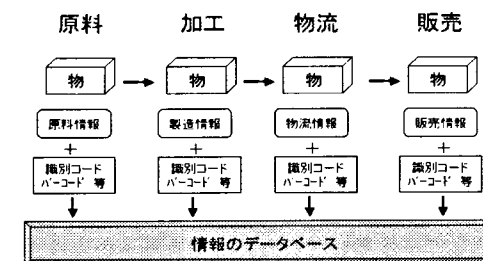 原料 加工 物流 販売
物 物 物 物
原料情報 製造情報 物流情報 販売情報
+ + + +
識別コード 識別コード 識別コード 識別コード
バーコード 等 バーコード 等 バーコード 等 バーコード 等
情報のデータベース